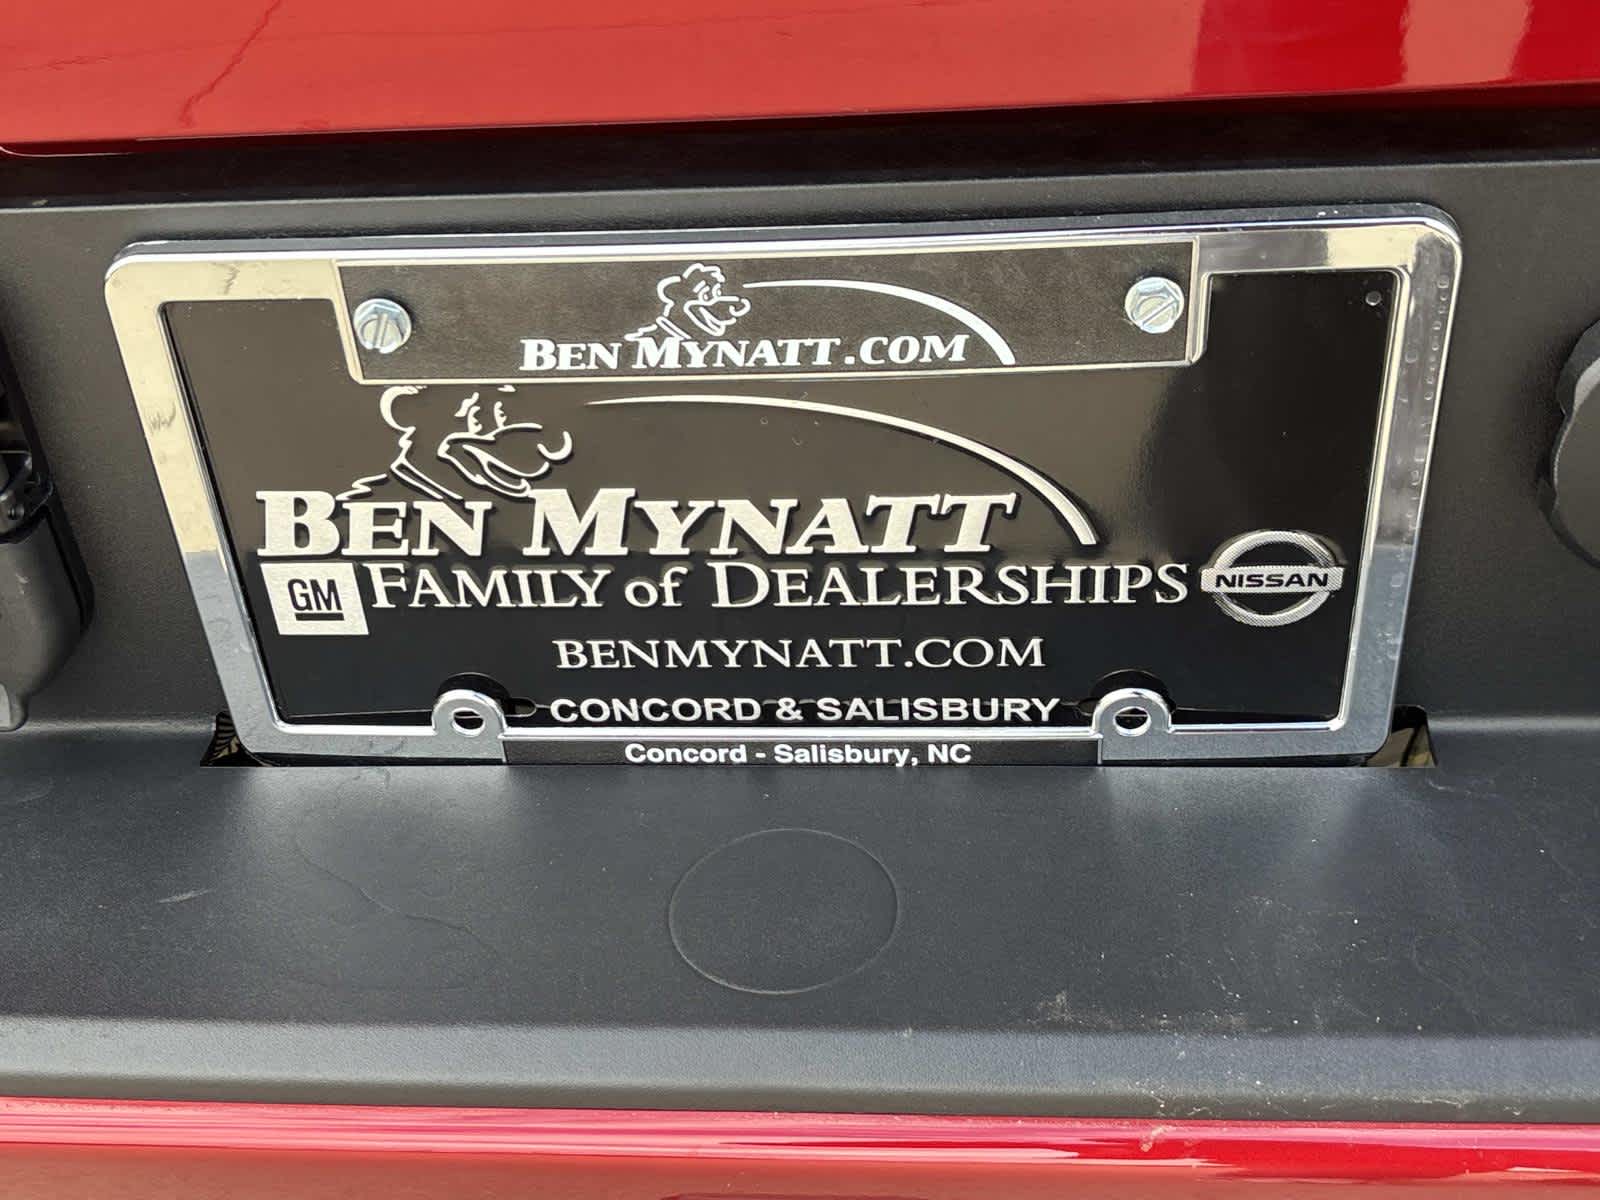 BEN MYNATT.COM
BEN MYNATT
GM FAMILY of DEALERSHIPS NISSAN
BENMYNATT.COM
CONCORD & SALISBURY
Concord - Salisbury, NC